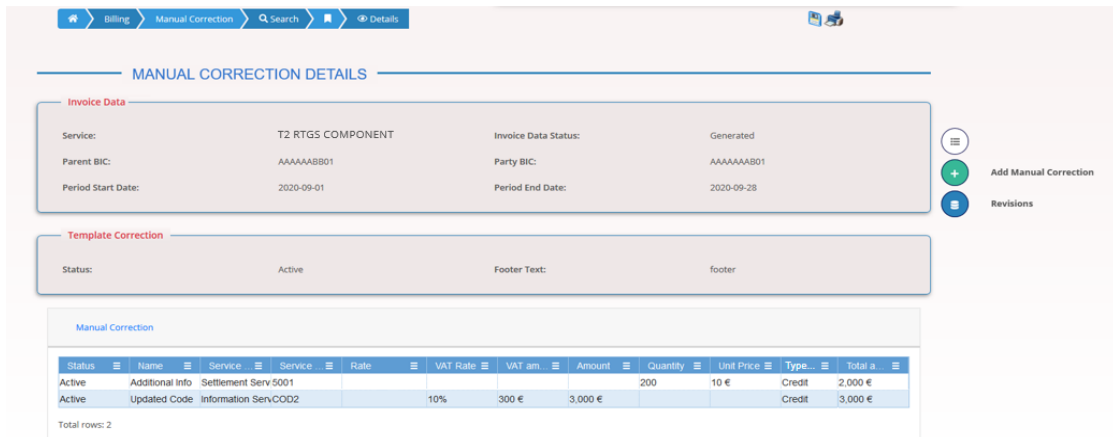 Billing Manual Correction Search Details
MANUAL CORRECTION DETAILS
Invoice Data
Service: T2 RTGS COMPONENT Invoice Data Status: Generated
Parent BIC: AAAAAABB01 Party BIC: AAAAAAAB01
Period Start Date: 2020-09-01 Period End Date: 2020-09-28
Add Manual Correction
Revisions
Template Correction
Status: Active Footer Text: footer
Manual Correction
Status Name Service ... Service ... Rate VAT Rate VAT am... Amount Quantity Unit Price Type... Total a...
Active Additional Info Settlement Serv 5001 200 10 € Credit 2,000 €
Active Updated Code Information Serv COD2 10% 300 € 3,000 € Credit 3,000 €
Total rows: 2